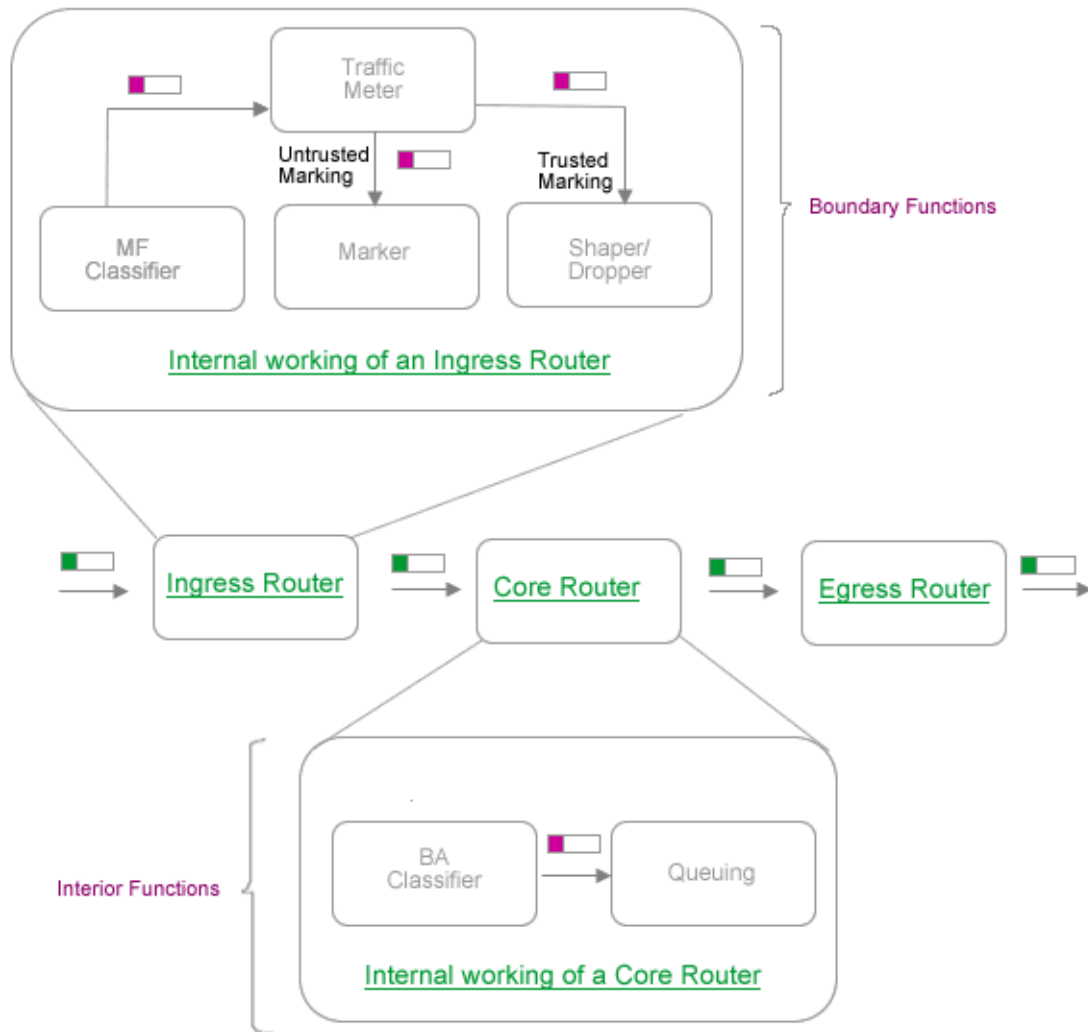 Traffic
Meter
Untrusted
Marking
Trusted
Marking
Boundary Functions
MF
Classifier
Marker
Shaper/
Dropper
Internal working of an Ingress Router
Ingress Router
Core Router
Egress Router
BA
Classifier
Queuing
Interior Functions
Internal working of a Core Router